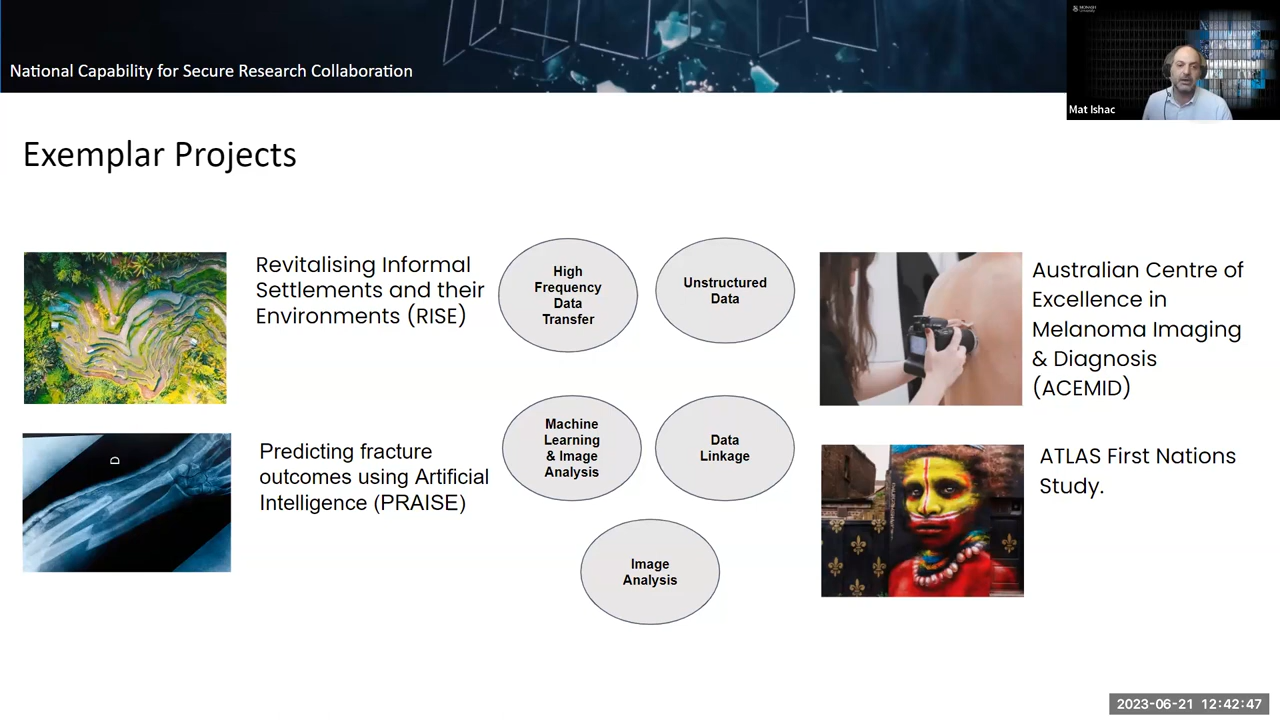 National Capability for Secure Research Collaboration
MONASH
University
Mat Ishac
Exemplar Projects
Revitalising Informal
Settlements and their
Environments (RISE)
High
Frequency
Data
Transfer
Unstructured
Data
Australian Centre of
Excellence in
Melanoma Imaging
& Diagnosis
(ACEMID)
D
Predicting fracture
outcomes using Artificial
Intelligence (PRAISE)
Machine
Learning
& Image
Analysis
Data
Linkage
ATLAS First Nations
Study.
Image
Analysis
2023-06-21 12:42:47